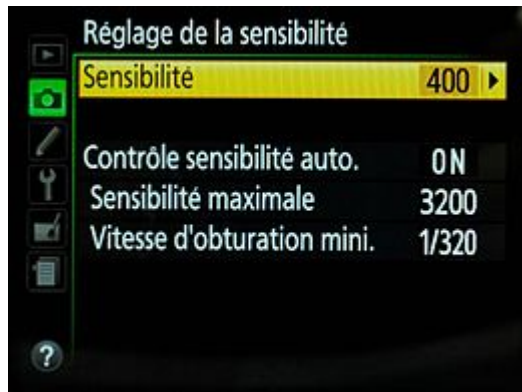 Réglage de la sensibilité
Sensibilité 400
Contrôle sensibilité auto. ON
Sensibilité maximale 3200
Vitesse d'obturation mini. 1/320
?